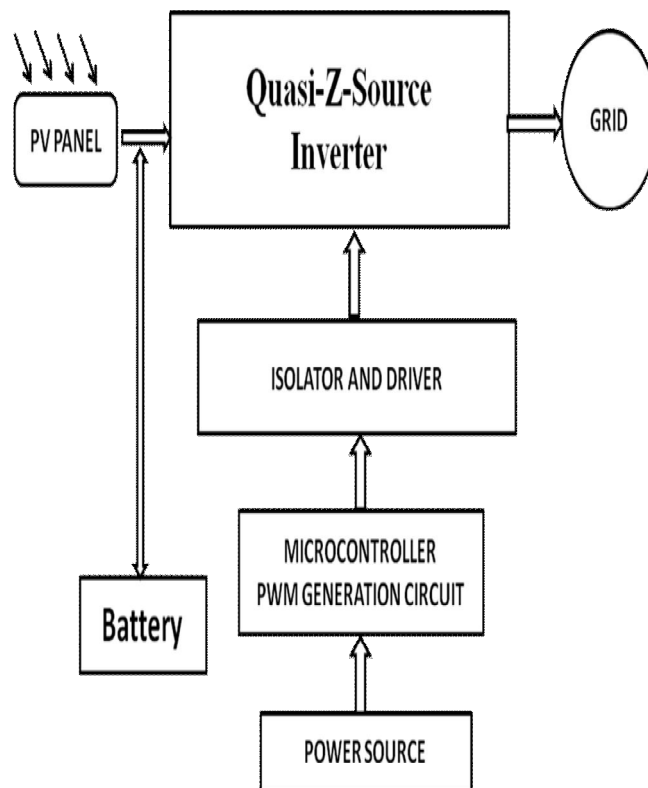 Quasi-Z-Source
Inverter
PV PANEL
GRID
ISOLATOR AND DRIVER
MICROCONTROLLER
PWM GENERATION CIRCUIT
Battery
POWER SOURCE